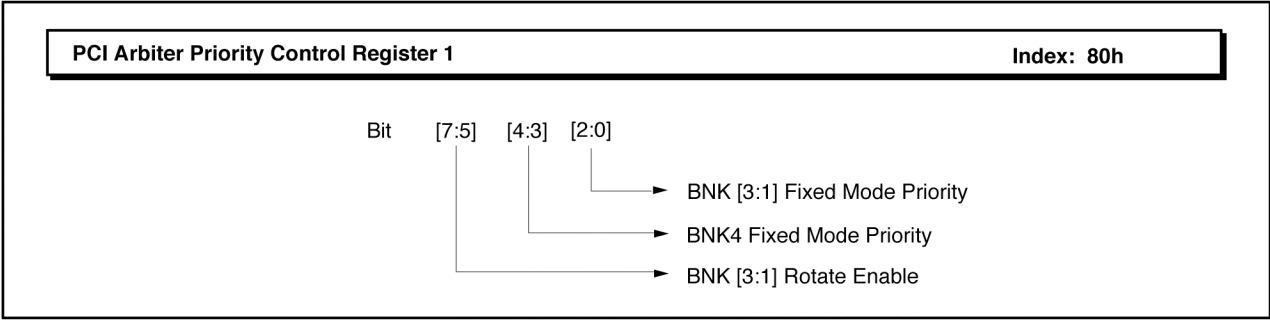 PCI Arbiter Priority Control Register 1 Index: 80h
Bit [7:5] [4:3] [2:0]
BNK [3:1] Fixed Mode Priority
BNK4 Fixed Mode Priority
BNK [3:1] Rotate Enable